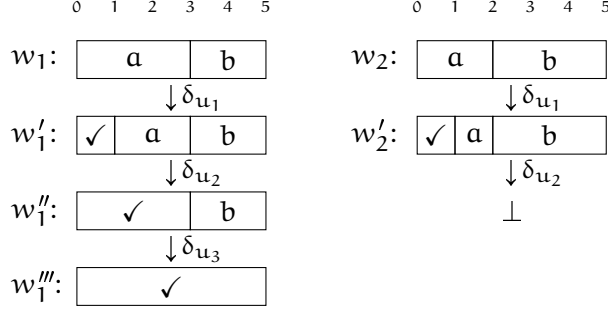 0 1 2 3 4 5 0 1 2 3 4 5
w₁: a b w₂: a b
↓ δᵤ₁ ↓ δᵤ₁
w₁′: ✓ a b w₂′: ✓ a b
↓ δᵤ₂ ↓ δᵤ₂
w₁″: ✓ b ⊥
↓ δᵤ₃
w₁‴: ✓